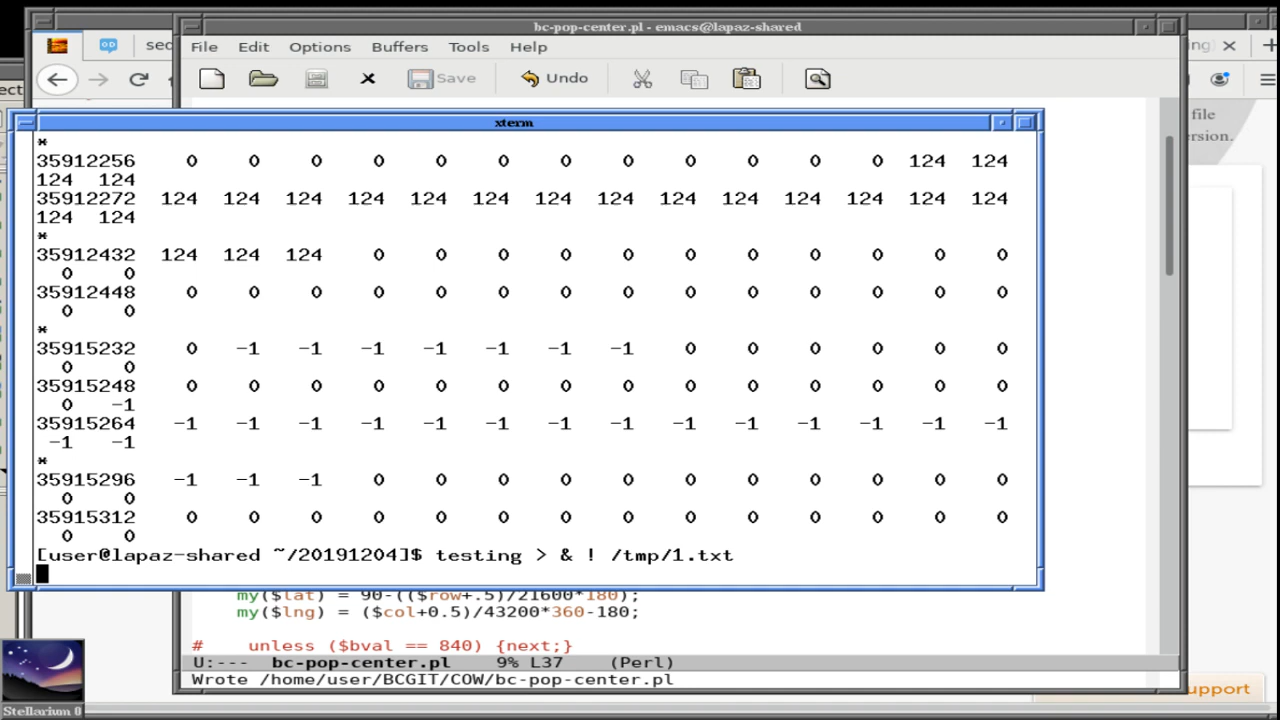 bc-pop-center.pl - emacs@lapaz-shared
sec
ing
File Edit Options Buffers Tools Help
ect
Save Undo
file
rsion.
xterm
*
35912256 0 0 0 0 0 0 0 0 0 0 0 0 124 124
124 124
35912272 124 124 124 124 124 124 124 124 124 124 124 124 124 124
124 124
*
35912432 124 124 124 0 0 0 0 0 0 0 0 0 0 0
0 0
35912448 0 0 0 0 0 0 0 0 0 0 0 0 0 0
0 0
*
35915232 0 -1 -1 -1 -1 -1 -1 -1 0 0 0 0 0 0
0 0
35915248 0 0 0 0 0 0 0 0 0 0 0 0 0 0
0 -1
35915264 -1 -1 -1 -1 -1 -1 -1 -1 -1 -1 -1 -1 -1 -1
-1 -1
*
35915296 -1 -1 -1 0 0 0 0 0 0 0 0 0 0 0
0 0
35915312 0 0 0 0 0 0 0 0 0 0 0 0 0 0
0 0
[user@lapaz-shared ~/20191204]$ testing > & ! /tmp/1.txt
my($lat) = 90-(($row+.5)/21600*180);
my($lng) = ($col+0.5)/43200*360-180;
# unless ($bval == 840) {next;}
U:--- bc-pop-center.pl 9% L37 (Perl)
Wrote /home/user/BCGIT/COW/bc-pop-center.pl
upport
Stellarium 0